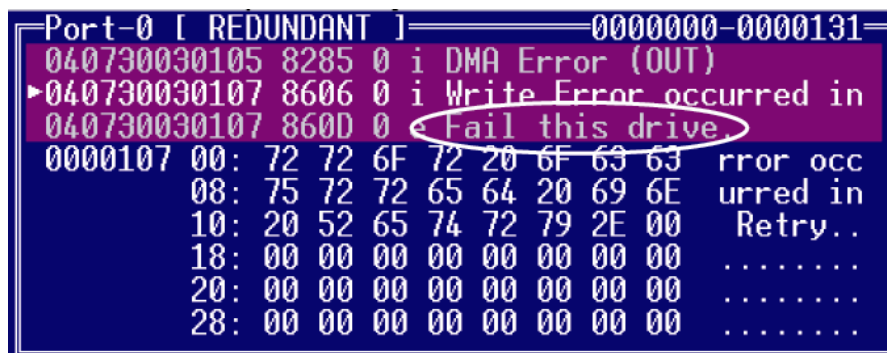 Port-0 [ REDUNDANT ] 0000000-0000131
040730030105 8285 0 i DMA Error (OUT)
►040730030107 8606 0 i Write Error occurred in
040730030107 860D 0 e Fail this drive.
0000107 00: 72 72 6F 72 20 6F 63 63 rror occ
08: 75 72 72 65 64 20 69 6E urred in
10: 20 52 65 74 72 79 2E 00 Retry..
18: 00 00 00 00 00 00 00 00 ........
20: 00 00 00 00 00 00 00 00 ........
28: 00 00 00 00 00 00 00 00 ........